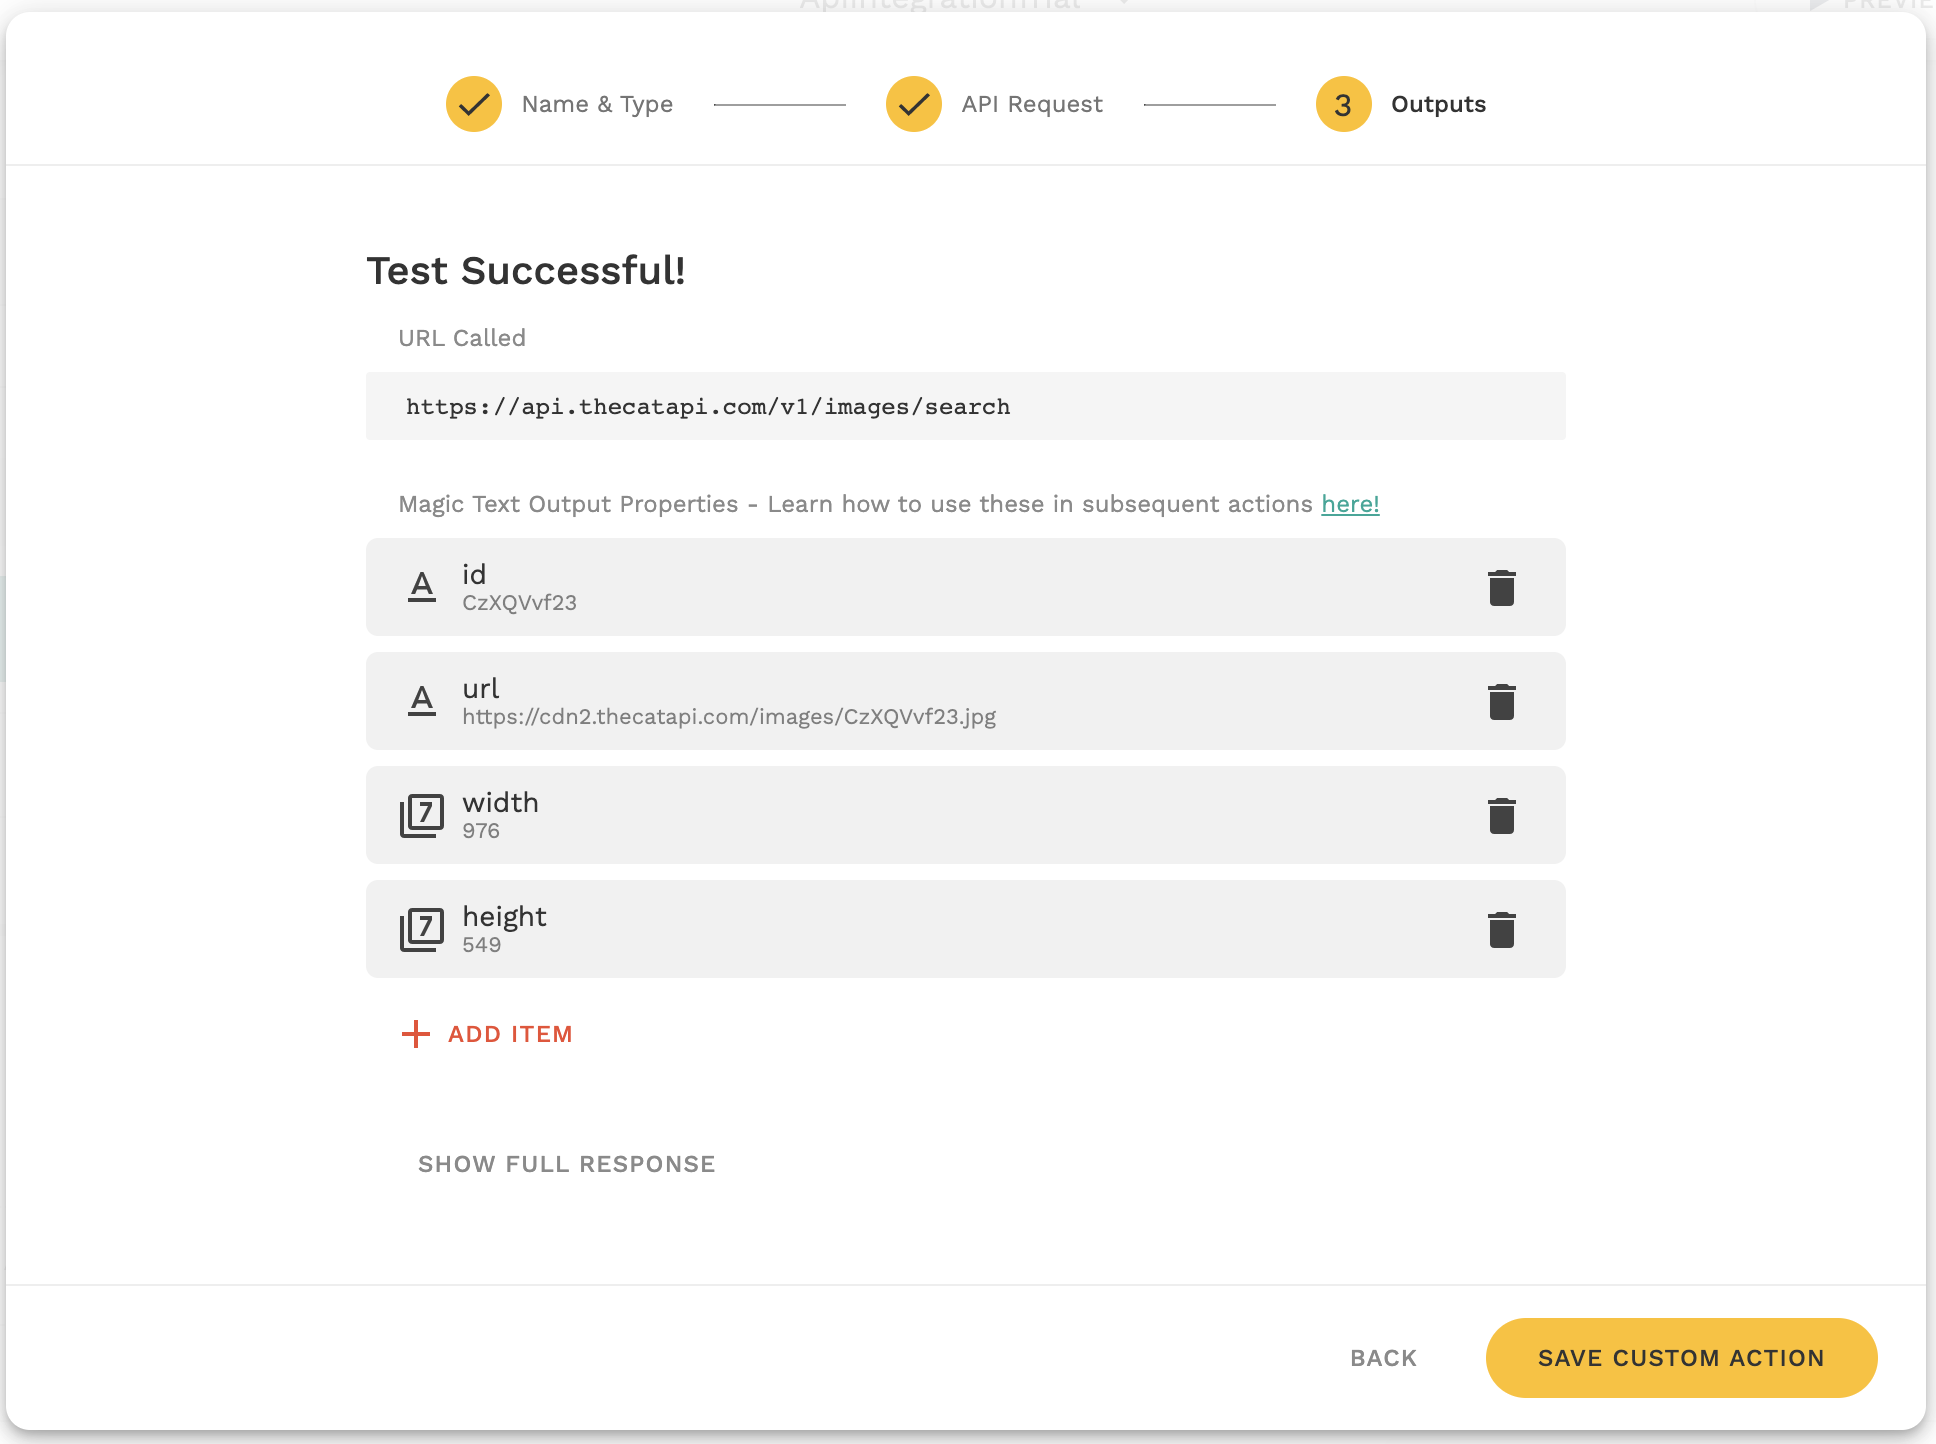 Name & Type
API Request
3
Outputs
Test Successful!
URL Called
https://api.thecatapi.com/v1/images/search
Magic Text Output Properties - Learn how to use these in subsequent actions here!
A
id
CzXQVvf23
A
url
https://cdn2.thecatapi.com/images/CzXQVvf23.jpg
7
width
976
7
height
549
ADD ITEM
SHOW FULL RESPONSE
BACK
SAVE CUSTOM ACTION